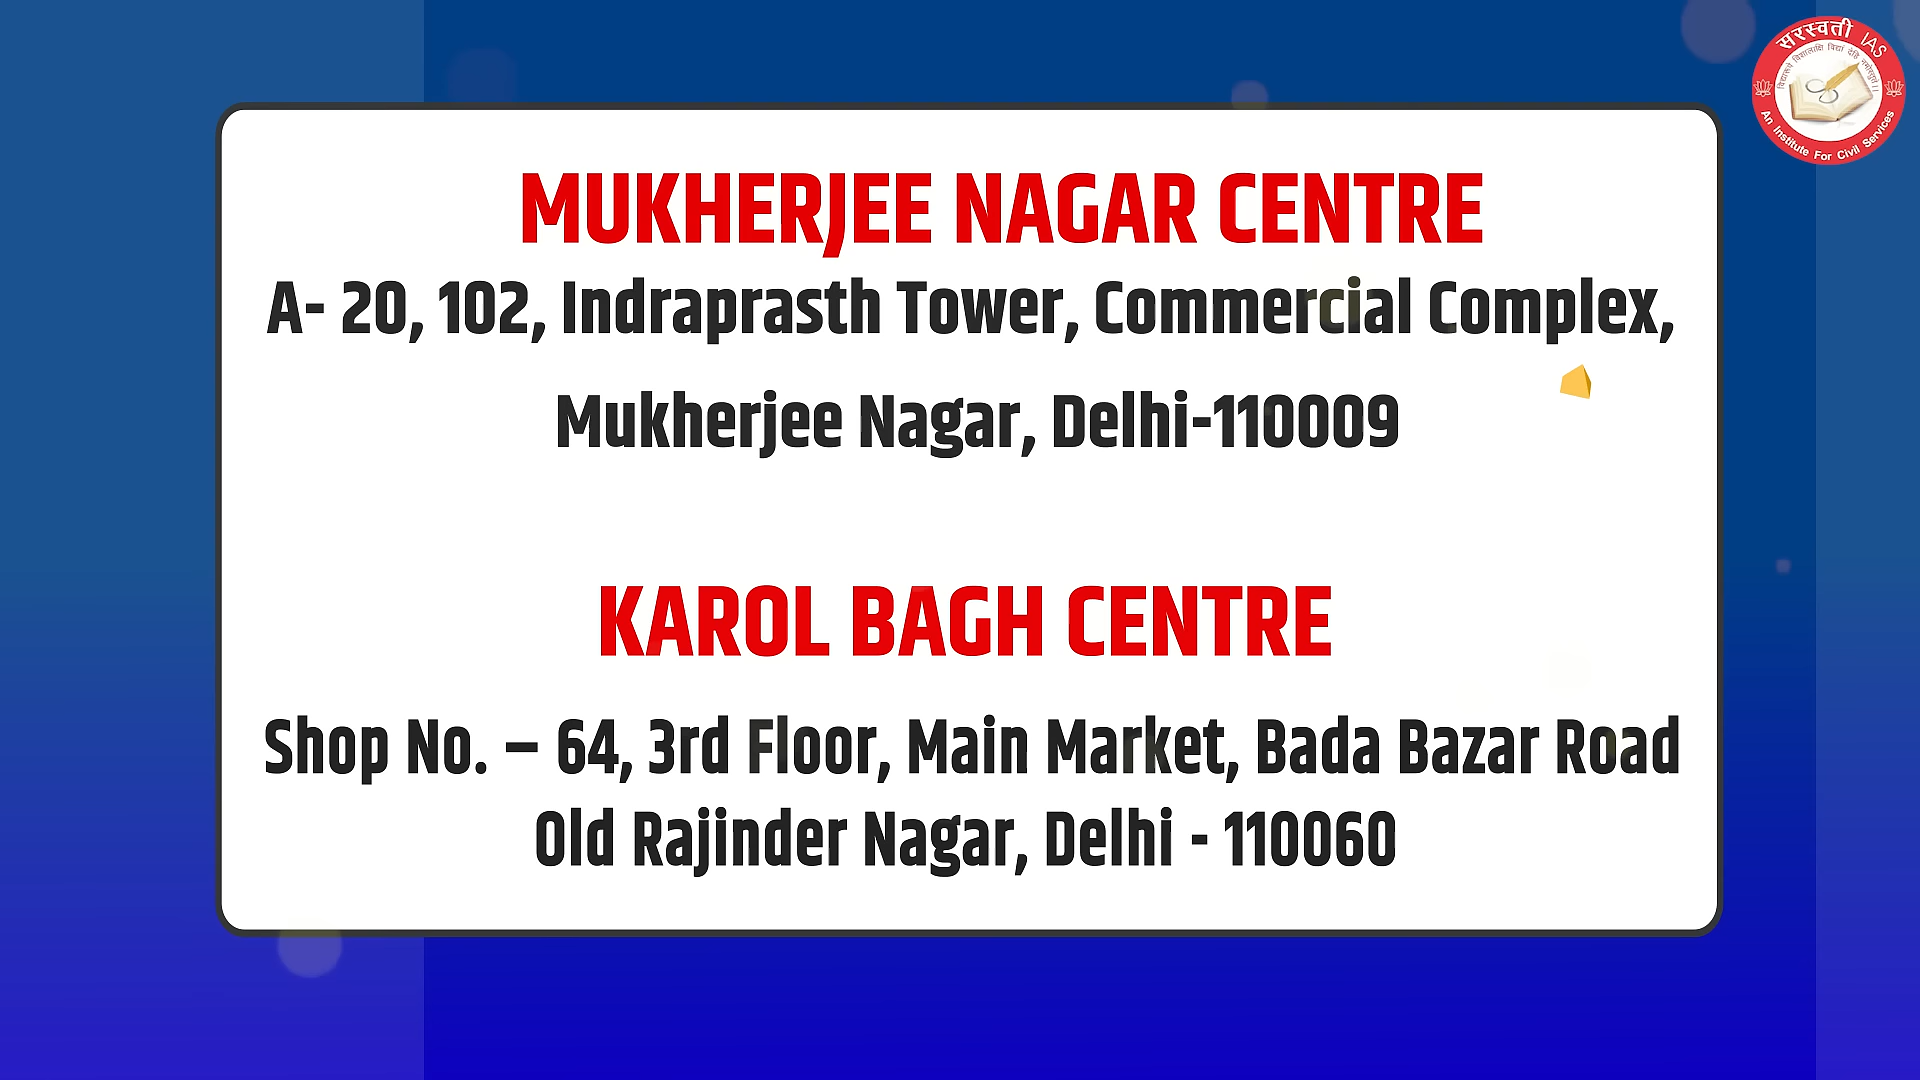 सरस्वती IAS
An Institute For Civil Services
MUKHERJEE NAGAR CENTRE
A- 20, 102, Indraprasth Tower, Commercial Complex,
Mukherjee Nagar, Delhi-110009
KAROL BAGH CENTRE
Shop No. – 64, 3rd Floor, Main Market, Bada Bazar Road
Old Rajinder Nagar, Delhi - 110060